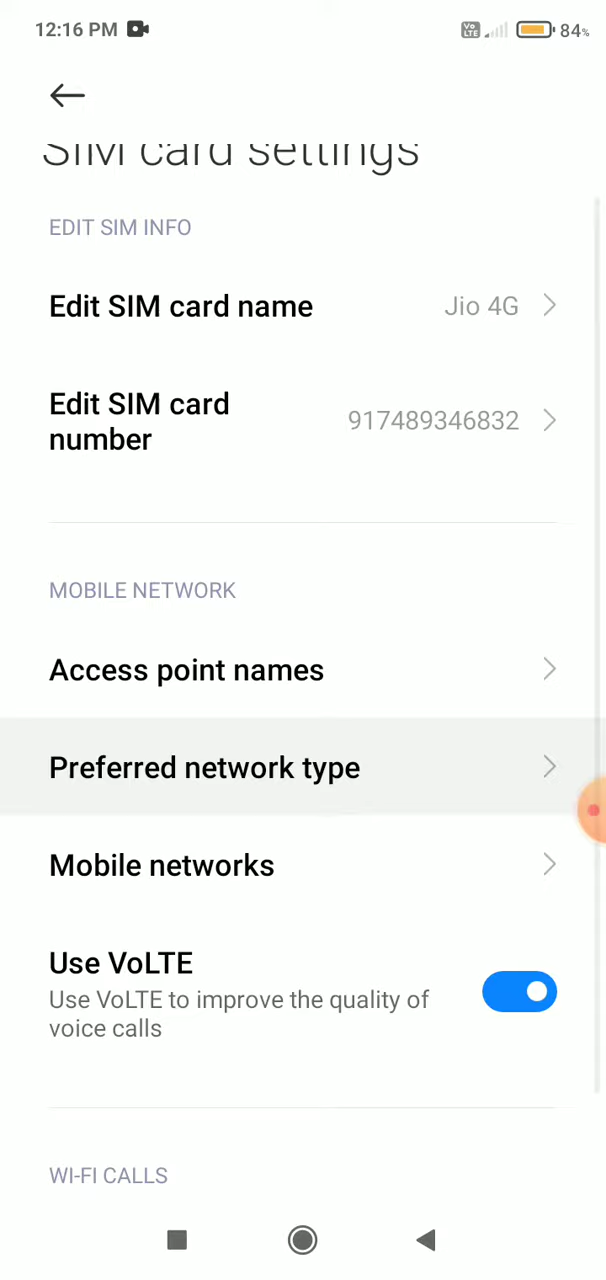 12:16 PM Vo LTE 84%
SIM card settings
EDIT SIM INFO
Edit SIM card name Jio 4G
Edit SIM card
number 917489346832
MOBILE NETWORK
Access point names
Preferred network type
Mobile networks
Use VoLTE
Use VoLTE to improve the quality of
voice calls
WI-FI CALLS